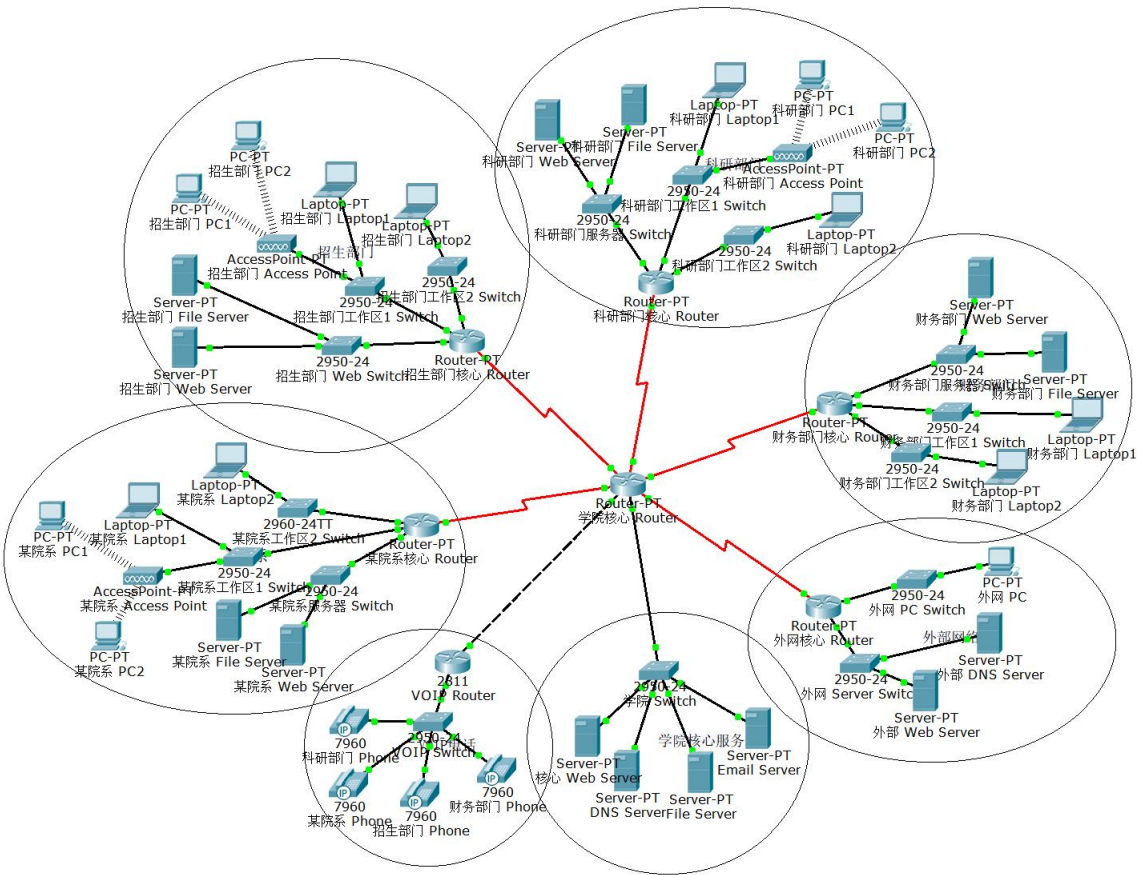 PC-PT
招生部门 PC2
PC-PT
招生部门 PC1
Laptop-PT
招生部门 Laptop1
Laptop-PT
招生部门 Laptop2
招生部门
AccessPoint-PT
招生部门 Access Point
2950-24
招生部门工作区2 Switch
2950-24
招生部门工作区1 Switch
Server-PT
招生部门 File Server
Server-PT
招生部门 Web Server
2950-24
招生部门 Web Switch
Router-PT
招生部门核心 Router
Server-PT
科研部门 Web Server
Server-PT
科研部门 File Server
Laptop-PT
科研部门 Laptop1
PC-PT
科研部门 PC1
PC-PT
科研部门 PC2
科研部门
AccessPoint-PT
科研部门 Access Point
2950-24
科研部门工作区1 Switch
2950-24
科研部门服务器 Switch
2950-24
科研部门工作区2 Switch
Laptop-PT
科研部门 Laptop2
Router-PT
科研部门核心 Router
Server-PT
财务部门 Web Server
2950-24
财务部门服务器 Switch
Server-PT
财务部门 File Server
Router-PT
财务部门核心 Router
2950-24
财务部门工作区1 Switch
Laptop-PT
财务部门 Laptop1
2950-24
财务部门工作区2 Switch
Laptop-PT
财务部门 Laptop2
Router-PT
学院核心 Router
Laptop-PT
某院系 Laptop2
Laptop-PT
某院系 Laptop1
PC-PT
某院系 PC1
2960-24TT
某院系工作区2 Switch
Router-PT
某院系核心 Router
2950-24
某院系工作区1 Switch
AccessPoint-PT
某院系 Access Point
2950-24
某院系服务器 Switch
PC-PT
某院系 PC2
Server-PT
某院系 File Server
Server-PT
某院系 Web Server
2811
VOIP Router
2950-24
VOIP Switch
7960
科研部门 Phone
7960
某院系 Phone
7960
招生部门 Phone
7960
财务部门 Phone
2950-24
学院 Switch
学院核心服务
Server-PT
核心 Web Server
Server-PT
DNS Server
Server-PT
File Server
Server-PT
Email Server
2950-24
外网 PC Switch
PC-PT
外网 PC
Router-PT
外网核心 Router
外部网络
2950-24
外网 Server Switch
Server-PT
外部 DNS Server
Server-PT
外部 Web Server